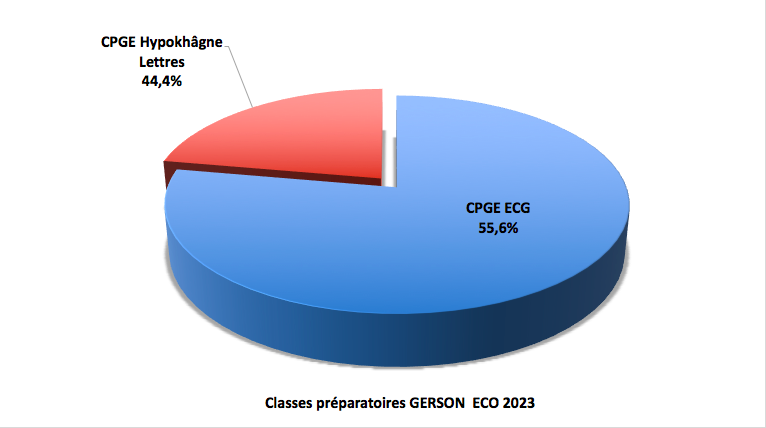 CPGE Hypokhâgne
Lettres
44,4%
CPGE ECG
55,6%
Classes préparatoires GERSON ECO 2023